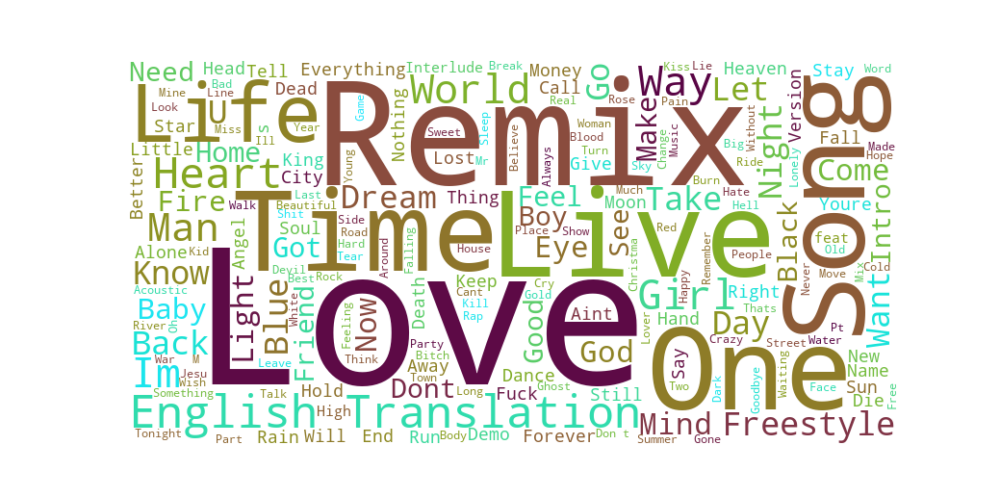 Need Head Tell Everything Interlude Break Money Way Kiss Lie Heaven Stay Word
Bad Mine Line Dead World Call Go Let Version
Life Remix Song
Look U Game Nothing Real Rose Pain Without
Star Miss Year Sweet Blood Woman Make Music Big Fall
Little s Ill Lost Sleep Believe Always Turn Change Night Come
Home King Young Mr Give Sky Ride Lonely Made Hope
Heart City Dream Thing Feel Moon Burn Hate Hell Intro
Better Fire Walk Last Beautiful Take Youre
Man Shit Side Boy Place Show See Much Red Black feat Old
Soul Road Eye People
Time Live
Angel Got Hard Around House Remember Never Mix
Alone Kid Tear Christma Move Cold
Know Devil Rock Falling Keep Cant Cry Happy Thats Want
Acoustic Best White Death Gold Girl Right
Baby Blue Feeling Kill Hand Pt
River Oh Light Friend Now Rap Good Aint Lover Day Water
Love One
Back Party God Crazy Street
War M Leave Think Bitch Away Say New
Im Jesu Talk Town Dance Ghost Two Waiting Name
Wish Hold Dont Long Fuck Still Dark Goodbye Face Sun Free
Something High Die
English Translation Mind Freestyle
Tonight Part Rain Will End Run Body Demo Forever Don t Summer Gone